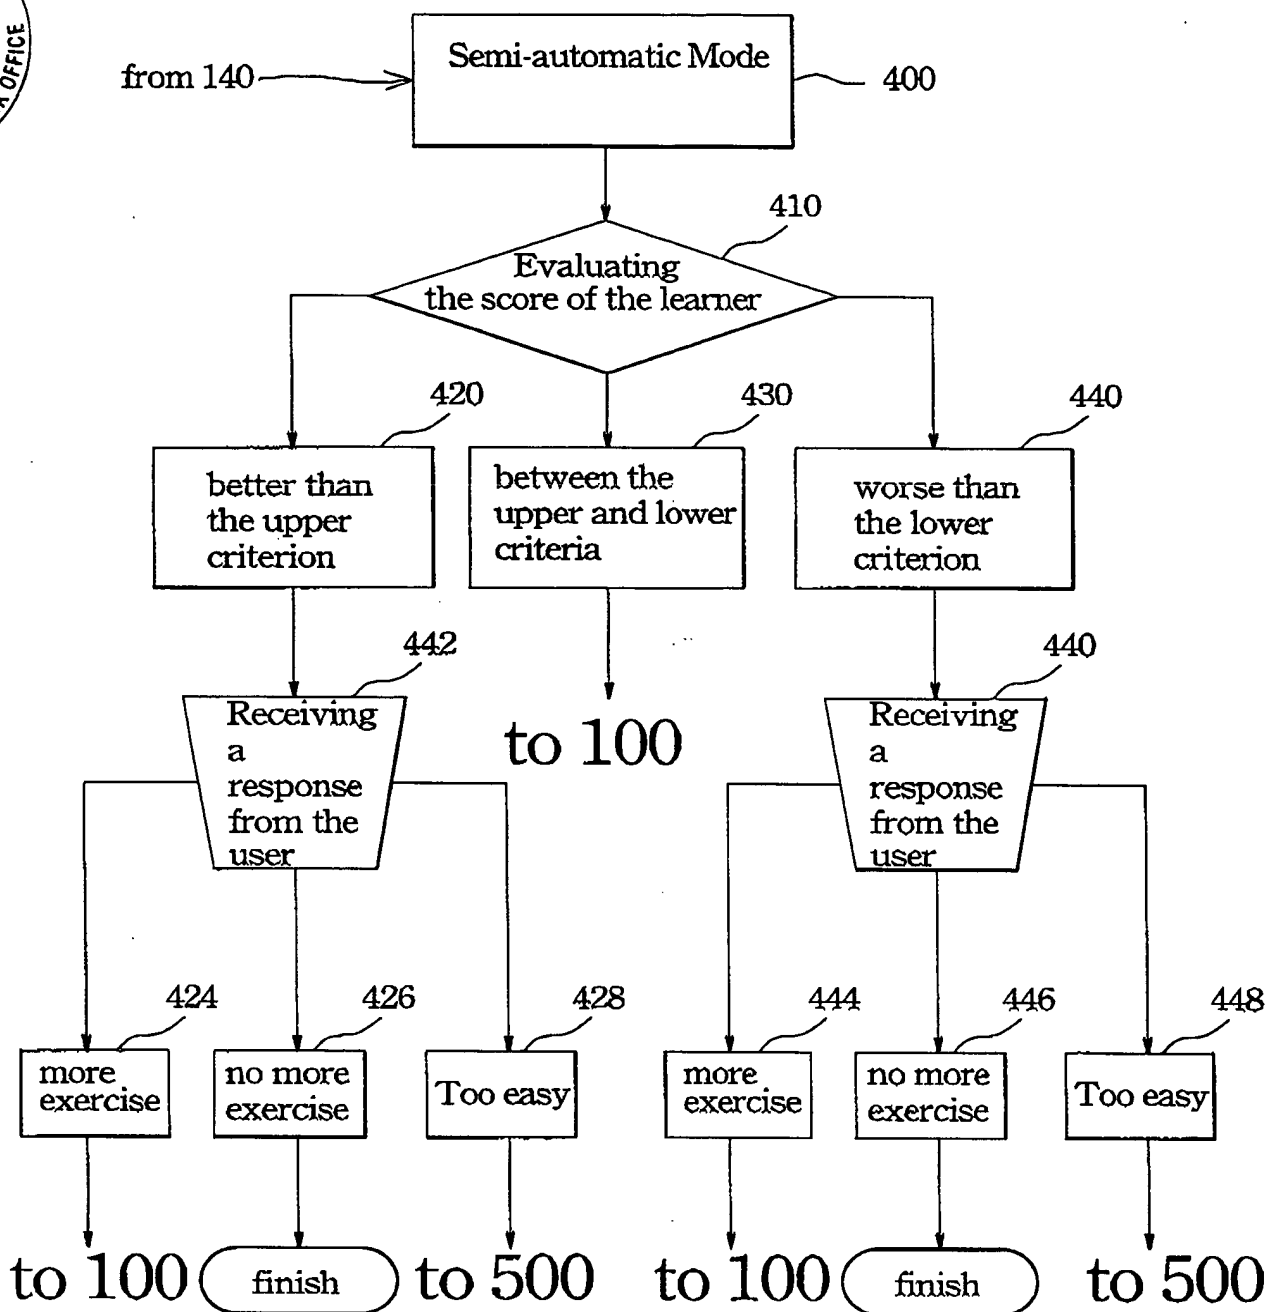 OFFICE
Semi-automatic Mode
from 140
400
410
Evaluating
the score of the learner
420
430
440
better than
the upper
criterion
between the
upper and lower
criteria
worse than
the lower
criterion
442
440
Receiving
a
response
from the
user
to 100
Receiving
a
response
from the
user
424
426
428
444
446
448
more
exercise
no more
exercise
Too easy
more
exercise
no more
exercise
Too easy
to 100
finish
to 500
to 100
finish
to 500